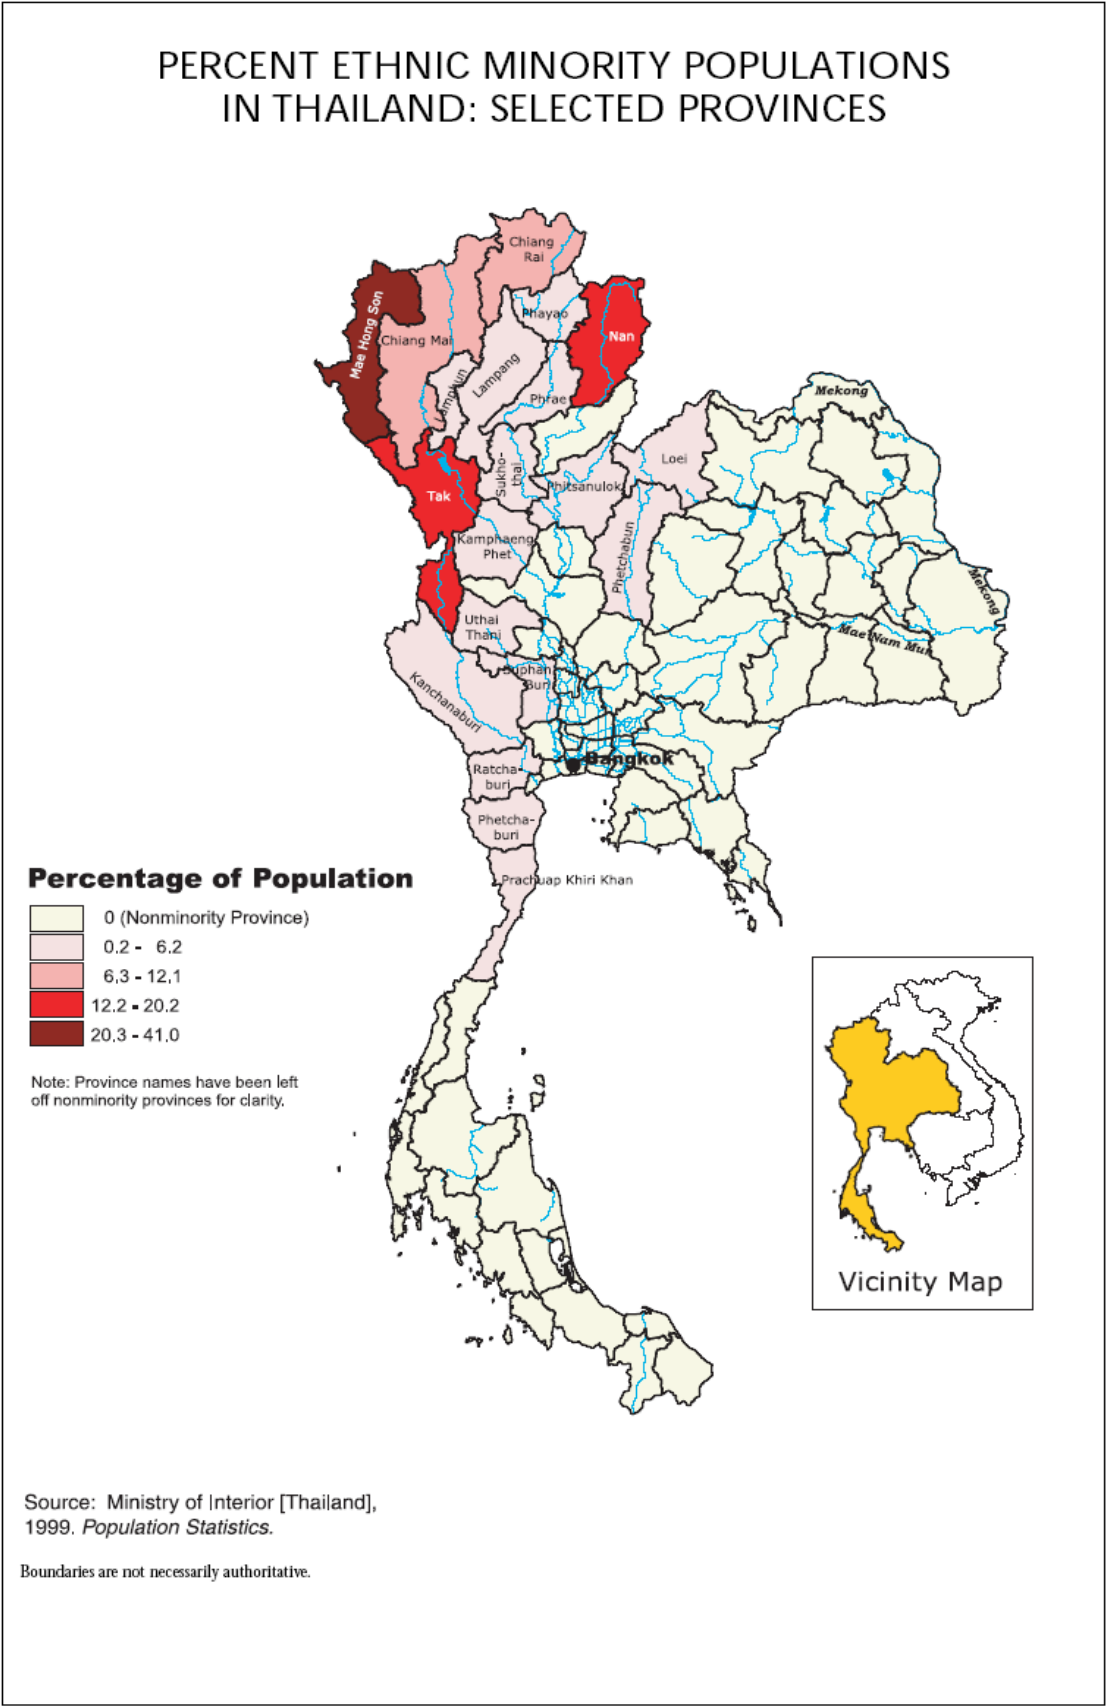 PERCENT ETHNIC MINORITY POPULATIONS
IN THAILAND: SELECTED PROVINCES
Chiang
Rai
Mae Hong Son
Phayao
Nan
Chiang Mai
Lampang
Lamphun
Phrae
Mekong
Loei
Sukho-
thai
Phitsanulok
Tak
Kamphaeng
Phet
Phetchabun
Mekong
Uthai
Thani
Mae Nam Mun
Suphan
Buri
Kanchanaburi
Bangkok
Ratcha-
buri
Phetcha-
buri
Prachuap Khiri Khan
Percentage of Population
0 (Nonminority Province)
0.2 - 6.2
6.3 - 12.1
12.2 - 20.2
20.3 - 41.0
Note: Province names have been left
off nonminority provinces for clarity.
Vicinity Map
Source: Ministry of Interior [Thailand],
1999. Population Statistics.
Boundaries are not necessarily authoritative.